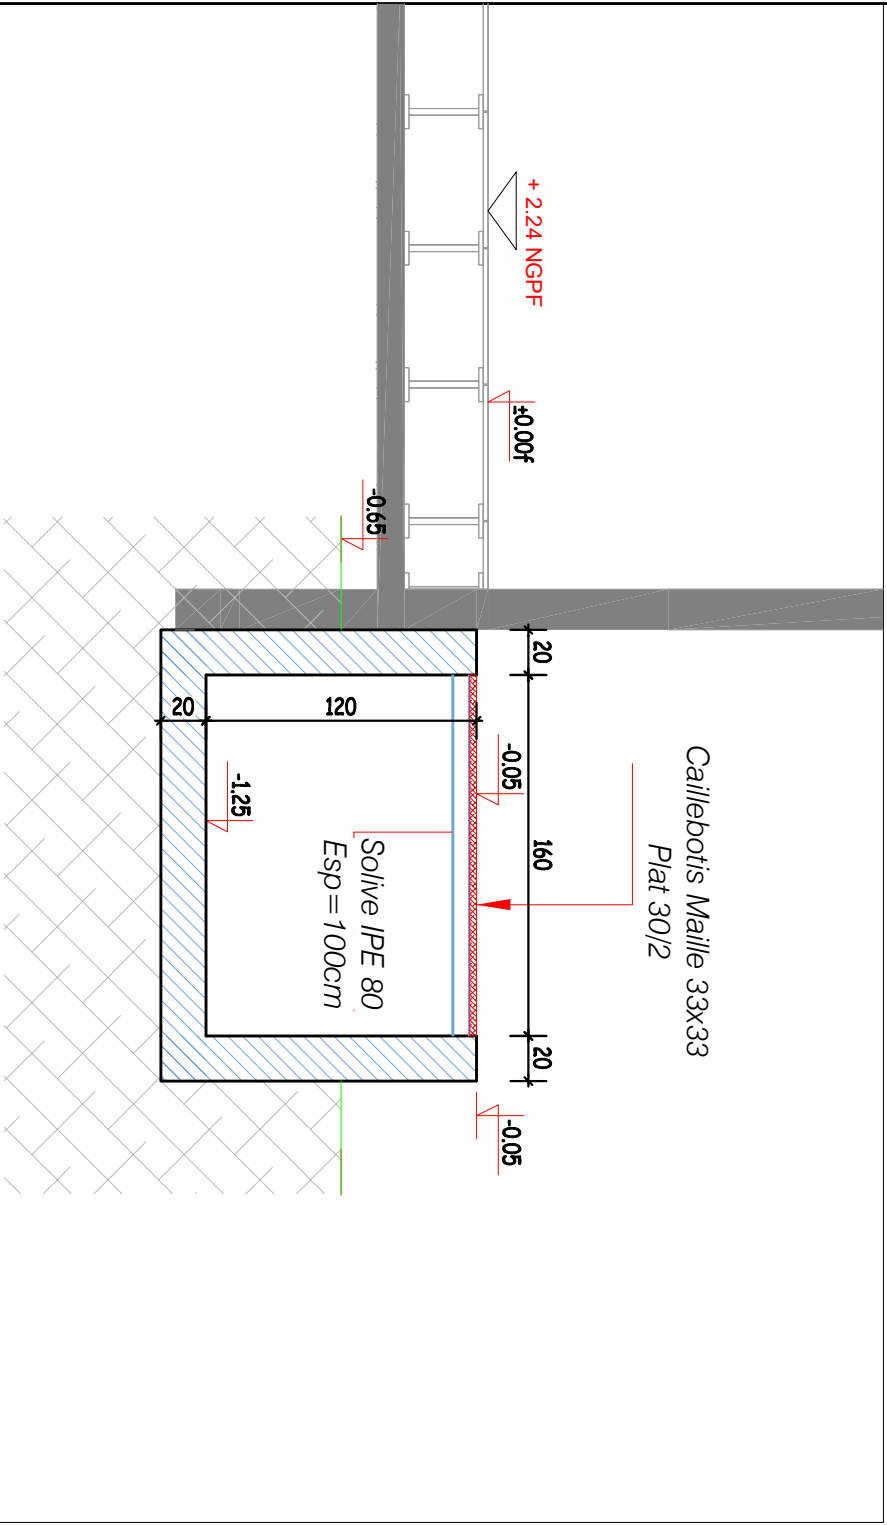 Caillebotis Maille 33x33
Plat 30/2
+ 2.24 NGPF
±0.00f
20
160
20
-0.05
-0.05
-0.65
120
20
Solive IPE 80
Esp=100cm
-1.25